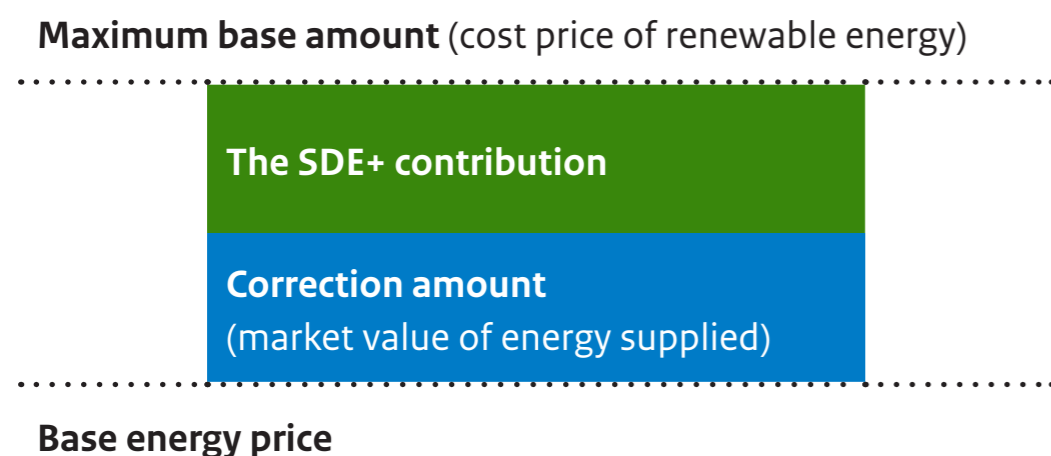 Maximum base amount (cost price of renewable energy)
The SDE+ contribution
Correction amount
(market value of energy supplied)
Base energy price